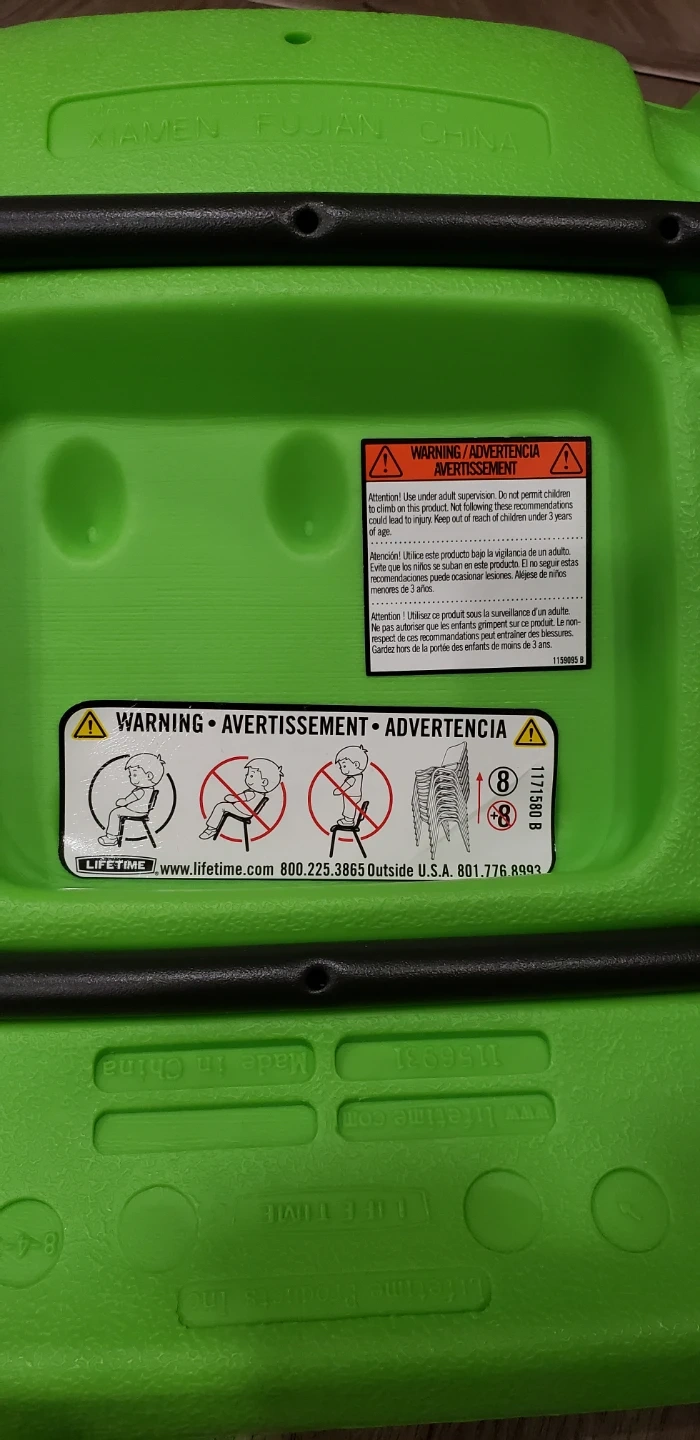 XIAMEN FUJIAN CHINA
WARNING / ADVERTENCIA
AVERTISSEMENT
Attention! Use under adult supervision. Do not permit children
to climb on this product. Not following these recommendations
could lead to injury. Keep out of reach of children under 3 years
of age.
Atención! Utilice este producto bajo la vigilancia de un adulto.
Evite que los niños se suban en este producto. El no seguir estas
recomendaciones puede ocasionar lesiones. Aléjese de niños
menores de 3 años.
Attention ! Utilisez ce produit sous la surveillance d'un adulte.
Ne pas autoriser que les enfants grimpent sur ce produit. Le non-
respect de ces recommandations peut entraîner des blessures.
Gardez hors de la portée des enfants de moins de 3 ans.
1159095 B
WARNING • AVERTISSEMENT • ADVERTENCIA
8
+8
1171580 B
LIFETIME® www.lifetime.com 800.225.3865 Outside U.S.A. 801.776.8993
Made in China
1156931
www.lifetime.com
LIFETIME
Lifetime Products Inc